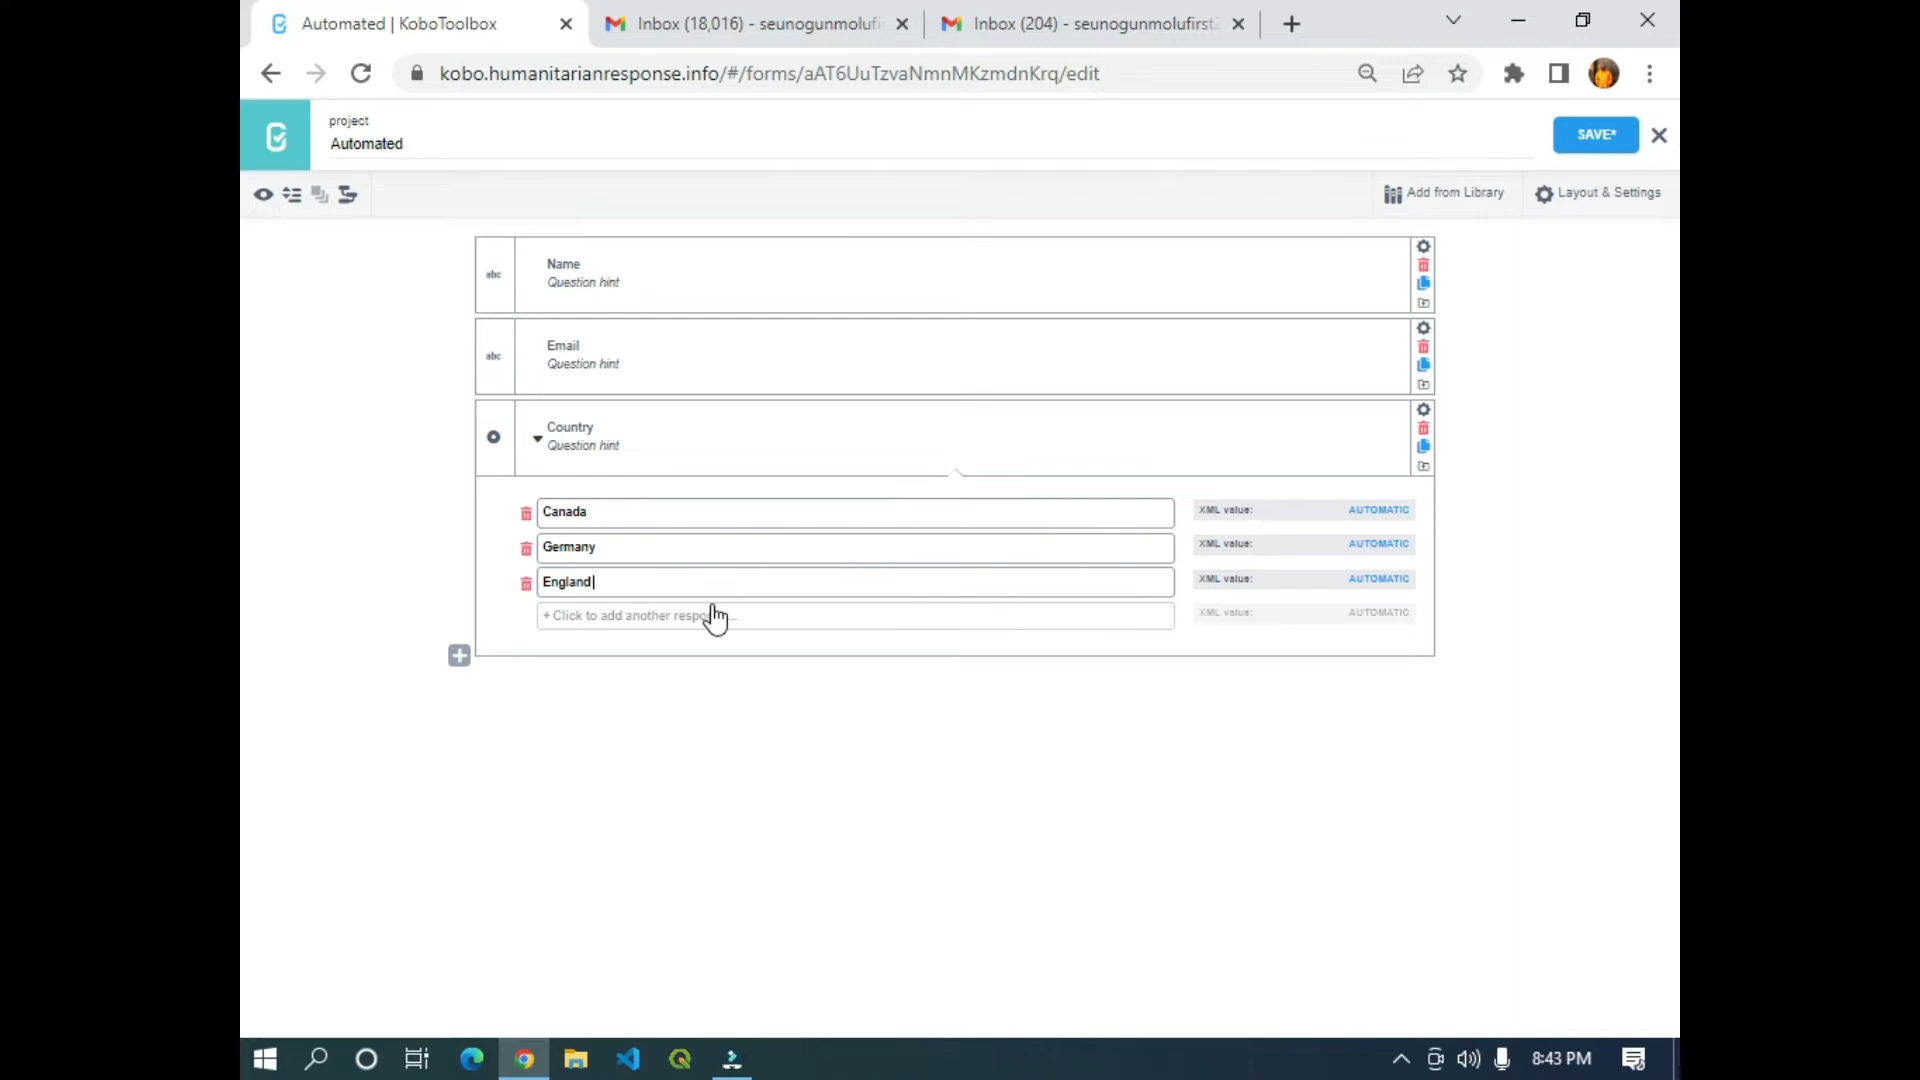 Automated | KoboToolbox
Inbox (18,016) - seunogunmolufi
Inbox (204) - seunogunmolufirst2
kobo.humanitarianresponse.info/#/forms/aAT6UuTzvaNmnMKzmdnKrq/edit
project
Automated
SAVE*
Add from Library
Layout & Settings
abc
Name
Question hint
abc
Email
Question hint
Country
Question hint
Canada
XML value:
AUTOMATIC
Germany
XML value:
AUTOMATIC
England
XML value:
AUTOMATIC
+ Click to add another respo
XML value:
AUTOMATIC
8:43 PM